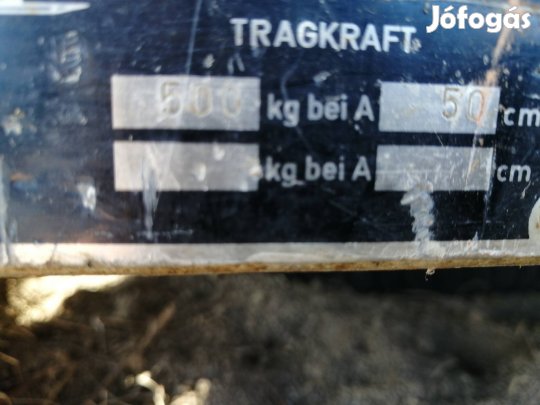 Jófogás
TRAGKRAFT
500 kg bei A 50 cm
kg bei A cm